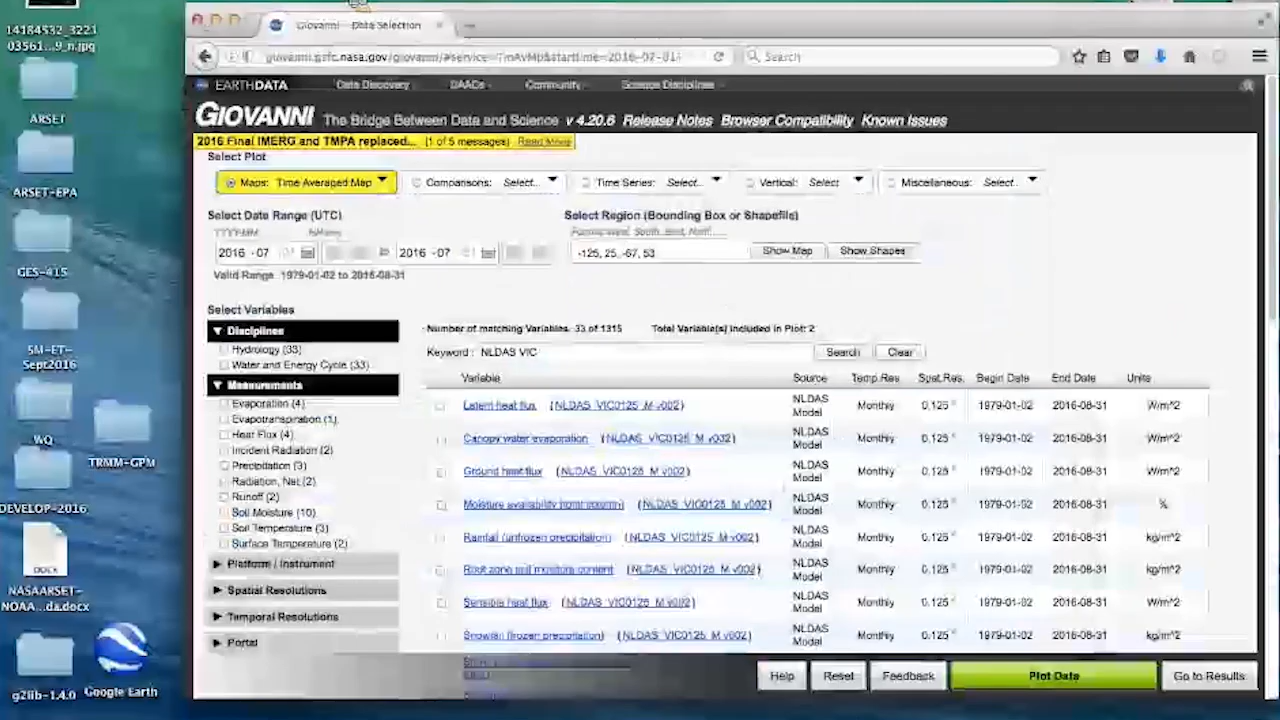 14184532_3221
03561...9_n.jpg
ARSET
ARSET-EPA
GES-415
SM-ET-
Sept2016
WQ
TRMM-GPM
DEVELOP-2016
NASAARSET-
NOAA...da.docx
g2lib-1.4.0
Google Earth
Giovanni - Data Selection
giovanni.gsfc.nasa.gov/giovanni/#service=TmAvMp&starttime=2016-07-01
Search
EARTHDATA Data Discovery DAACs Community Science Disciplines
GIOVANNI The Bridge Between Data and Science v 4.20.6 Release Notes Browser Compatibility Known Issues
2016 Final IMERG and TMPA replaced... (1 of 5 messages) Read More
Select Plot
Maps: Time Averaged Map Comparisons: Select... Time Series: Select... Vertical: Select Miscellaneous: Select..
Select Date Range (UTC) Select Region (Bounding Box or Shapefile)
YYYY-MM Format: West, South, East, North
2016 -07 to 2016 -07 -125, 25, -67, 53 Show Map Show Shapes
Valid Range: 1979-01-02 to 2016-08-31
Select Variables
Disciplines
Hydrology (33)
Water and Energy Cycle (33)
Measurements
Evaporation (4)
Evapotranspiration (1)
Heat Flux (4)
Incident Radiation (2)
Precipitation (3)
Radiation, Net (2)
Runoff (2)
Soil Moisture (10)
Soil Temperature (3)
Surface Temperature (2)
Platform / Instrument
Spatial Resolutions
Temporal Resolutions
Portal
Number of matching Variables: 33 of 1315 Total Variable(s) included in Plot: 2
Keyword : NLDAS VIC Search Clear
Variable Source Temp.Res. Spat.Res. Begin Date End Date Units
Latent heat flux (NLDAS_VIC0125_M v002) NLDAS Model Monthly 0.125 ° 1979-01-02 2016-08-31 W/m^2
Canopy water evaporation (NLDAS_VIC0125_M v002) NLDAS Model Monthly 0.125 ° 1979-01-02 2016-08-31 W/m^2
Ground heat flux (NLDAS_VIC0125_M v002) NLDAS Model Monthly 0.125 ° 1979-01-02 2016-08-31 W/m^2
Moisture availability (total column) (NLDAS_VIC0125_M v002) NLDAS Model Monthly 0.125 ° 1979-01-02 2016-08-31 %
Rainfall (unfrozen precipitation) (NLDAS_VIC0125_M v002) NLDAS Model Monthly 0.125 ° 1979-01-02 2016-08-31 kg/m^2
Root zone soil moisture content (NLDAS_VIC0125_M v002) NLDAS Model Monthly 0.125 ° 1979-01-02 2016-08-31 kg/m^2
Sensible heat flux (NLDAS_VIC0125_M v002) NLDAS Model Monthly 0.125 ° 1979-01-02 2016-08-31 W/m^2
Snowfall (frozen precipitation) (NLDAS_VIC0125_M v002) NLDAS Model Monthly 0.125 ° 1979-01-02 2016-08-31 kg/m^2
Help Reset Feedback Plot Data Go to Results